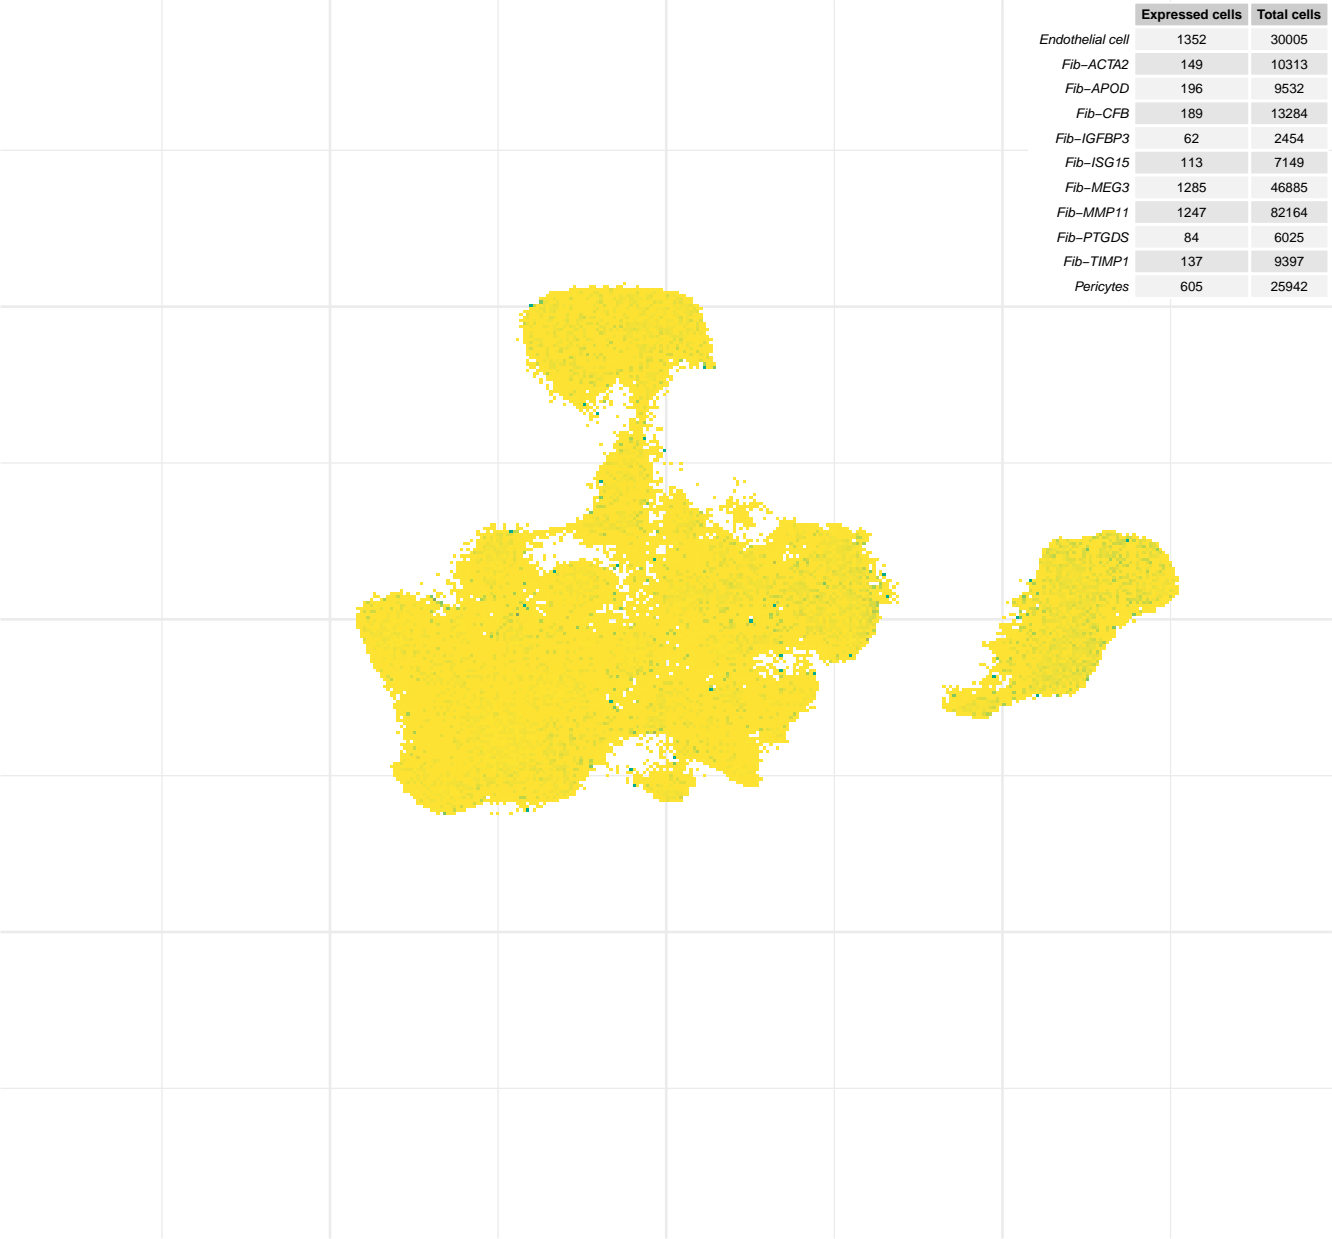 Expressed cells Total cells
Endothelial cell 1352 30005
Fib−ACTA2 149 10313
Fib−APOD 196 9532
Fib−CFB 189 13284
Fib−IGFBP3 62 2454
Fib−ISG15 113 7149
Fib−MEG3 1285 46885
Fib−MMP11 1247 82164
Fib−PTGDS 84 6025
Fib−TIMP1 137 9397
Pericytes 605 25942